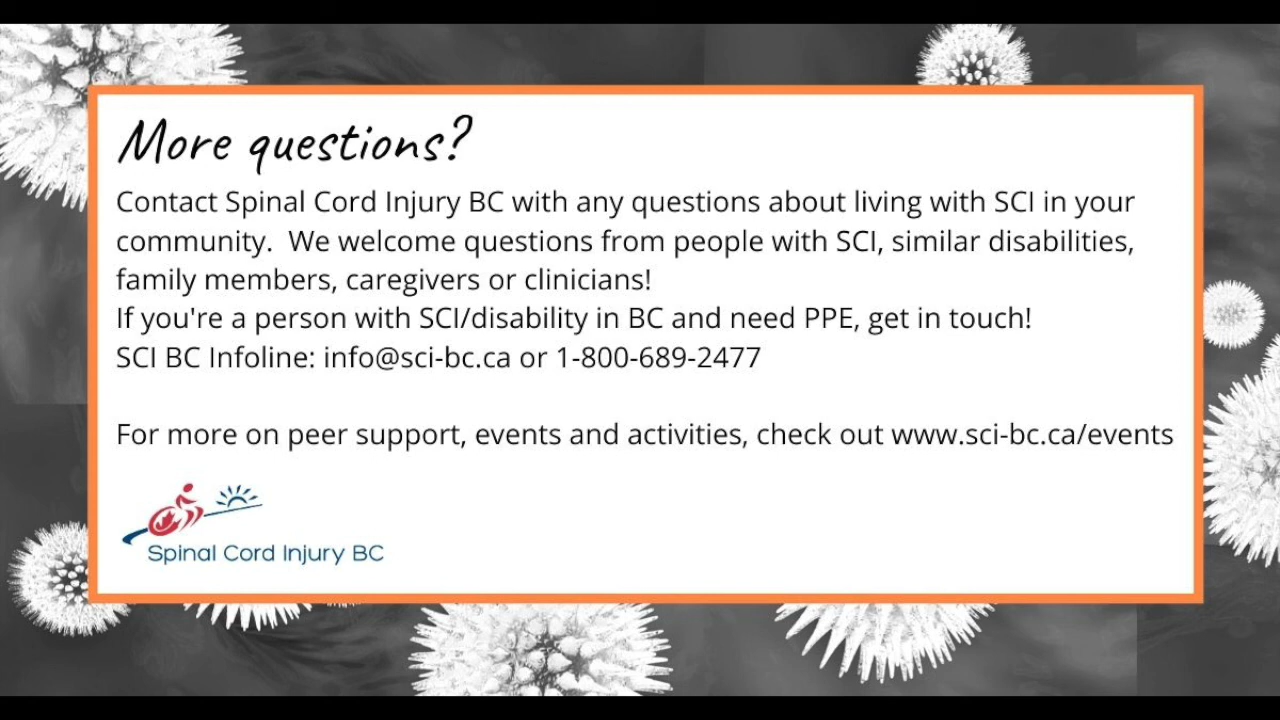 More questions?
Contact Spinal Cord Injury BC with any questions about living with SCI in your
community.  We welcome questions from people with SCI, similar disabilities,
family members, caregivers or clinicians!
If you're a person with SCI/disability in BC and need PPE, get in touch!
SCI BC Infoline: info@sci-bc.ca or 1-800-689-2477
For more on peer support, events and activities, check out www.sci-bc.ca/events
Spinal Cord Injury BC